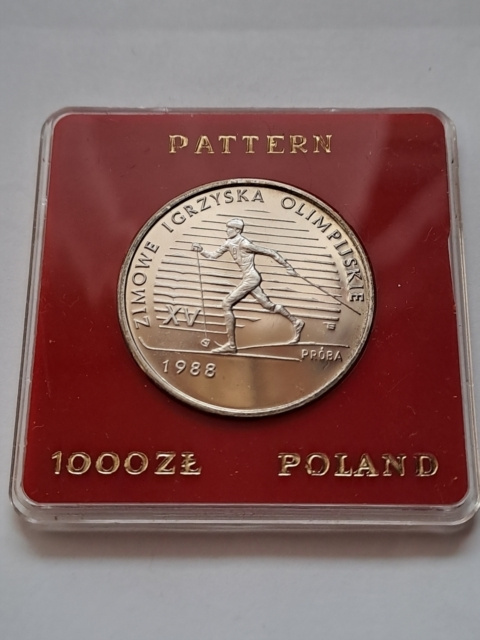 PATTERN
ZIMOWE IGRZYSKA OLIMPIJSKIE
XV
PRÓBA
1988
1000ZŁ POLAND